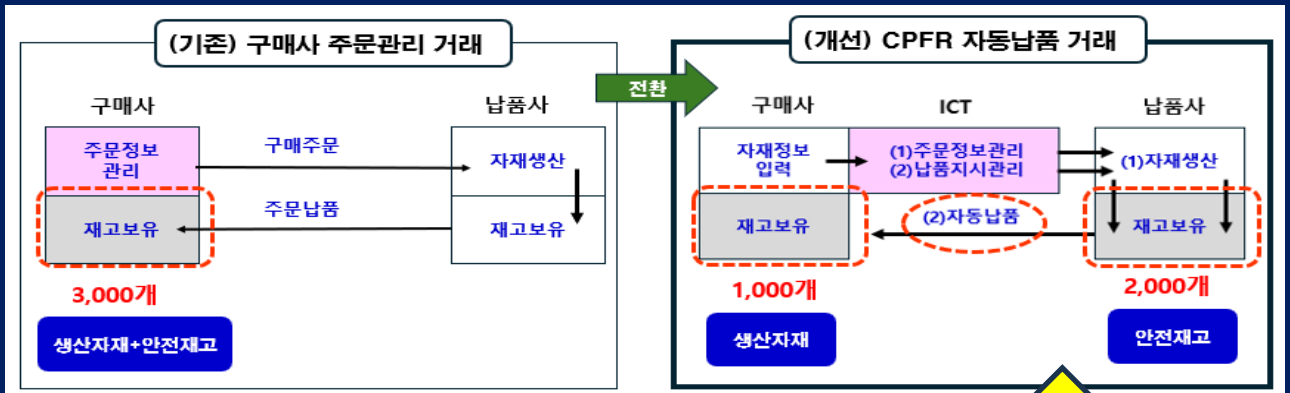 (기존) 구매사 주문관리 거래
구매사
납품사
주문정보
관리
구매주문
자재생산
재고보유
주문납품
재고보유
3,000개
생산자재+안전재고
전환
(개선) CPFR 자동납품 거래
구매사
ICT
납품사
자재정보
입력
(1)주문정보관리
(2)납품지시관리
(1)자재생산
재고보유
(2)자동납품
재고보유
1,000개
2,000개
생산자재
안전재고